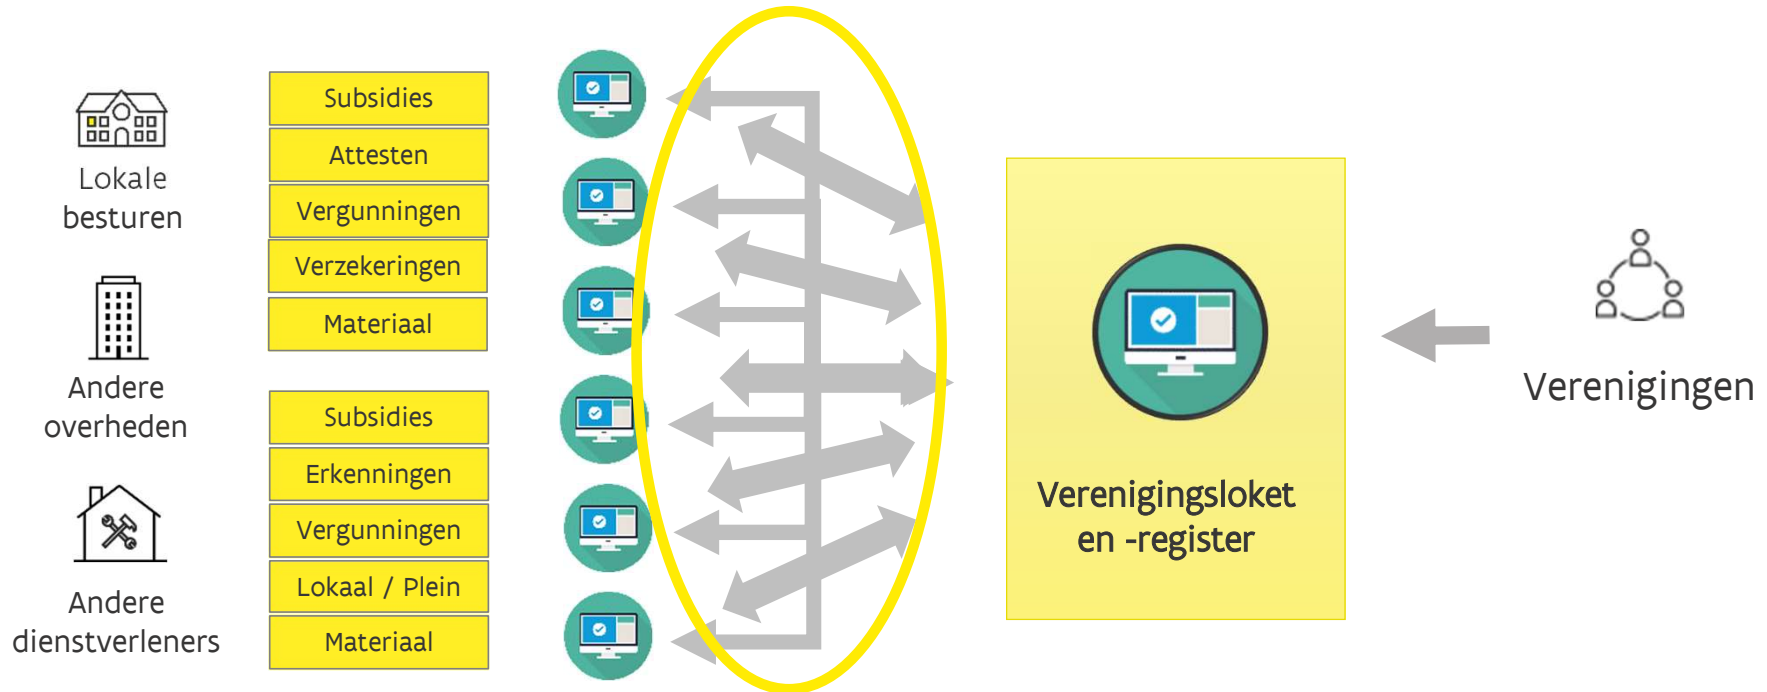 Lokale
besturen
Andere
overheden
Andere
dienstverleners
Subsidies
Attesten
Vergunningen
Verzekeringen
Materiaal
Subsidies
Erkenningen
Vergunningen
Lokaal / Plein
Materiaal
Verenigingsloket
en -register
Verenigingen